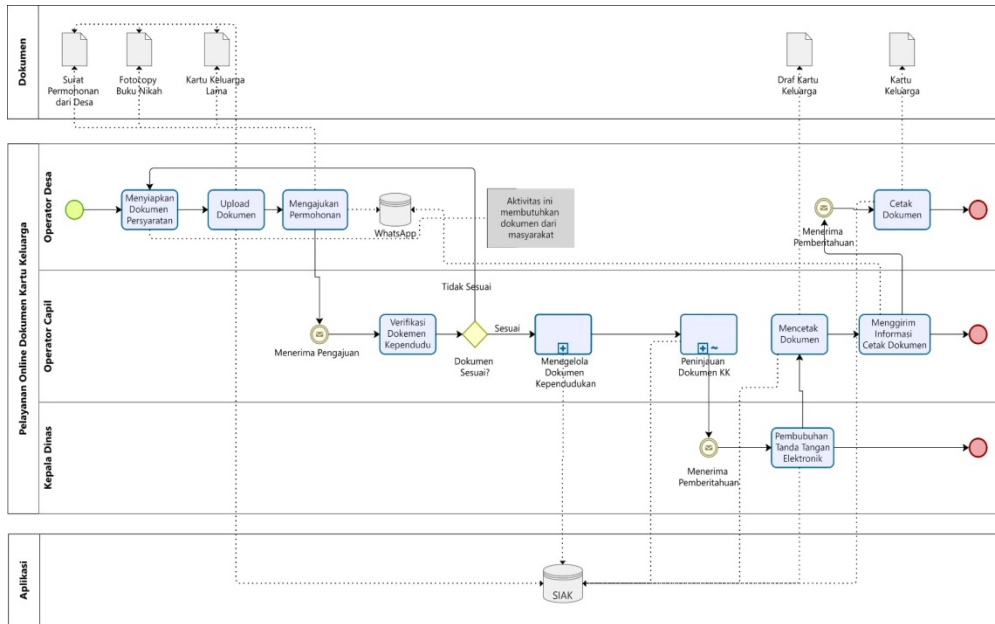 Dokumen
Surat
Permohonan
dari Desa
Fotocopy
Buku Nikah
Kartu Keluarga
Lama
Draf Kartu
Keluarga
Kartu
Keluarga
Pelayanan Online Dokumen Kartu Keluarga
Operator Desa
Menyiapkan
Dokumen
Persyaratan
Upload
Dokumen
Mengajukan
Permohonan
WhatsApp
Aktivitas ini
membutuhkan
dokumen dari
masyarakat
Menerima
Pemberitahuan
Cetak
Dokumen
Operator Capil
Menerima Pengajuan
Verifikasi
Dokemen
Kependudu
Tidak Sesuai
Dokumen
Sesuai?
Sesuai
Menegelola
Dokumen
Kependudukan
Peninjauan
Dokumen KK
Mencetak
Dokumen
Menggirim
Informasi
Cetak Dokumen
Kepala Dinas
Menerima
Pemberitahuan
Pembubuhan
Tanda Tangan
Elektronik
Aplikasi
SIAK